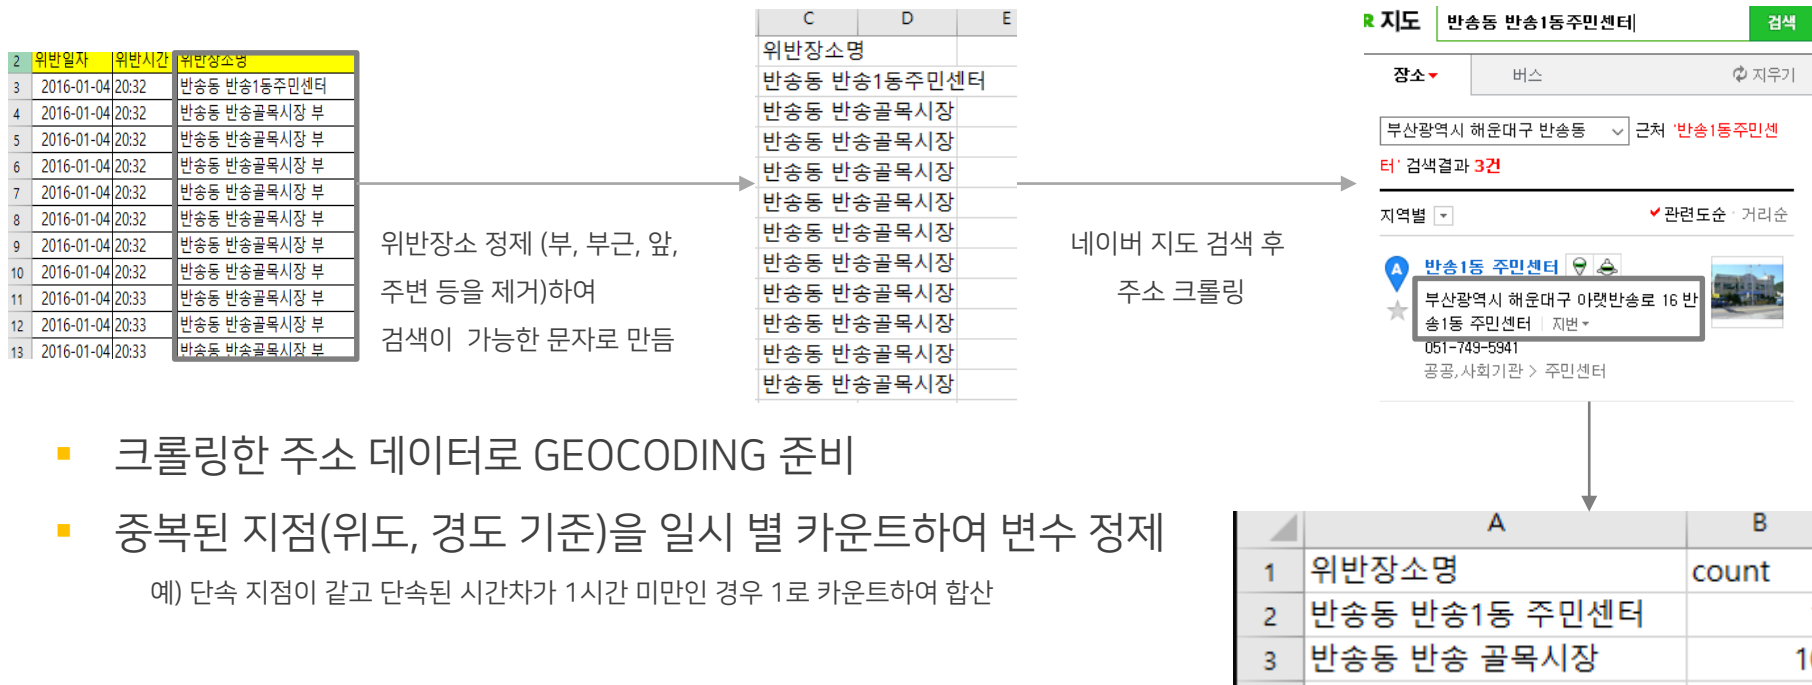 2 위반일자 위반시간 위반장소명
3 2016-01-04 20:32 반송동 반송1동주민센터
4 2016-01-04 20:32 반송동 반송골목시장 부
5 2016-01-04 20:32 반송동 반송골목시장 부
6 2016-01-04 20:32 반송동 반송골목시장 부
7 2016-01-04 20:32 반송동 반송골목시장 부
8 2016-01-04 20:32 반송동 반송골목시장 부
9 2016-01-04 20:32 반송동 반송골목시장 부
10 2016-01-04 20:32 반송동 반송골목시장 부
11 2016-01-04 20:33 반송동 반송골목시장 부
12 2016-01-04 20:33 반송동 반송골목시장 부
13 2016-01-04 20:33 반송동 반송골목시장 부
위반장소 정제 (부, 부근, 앞,
주변 등을 제거)하여
검색이 가능한 문자로 만듬
C D E
위반장소명
반송동 반송1동주민센터
반송동 반송골목시장
반송동 반송골목시장
반송동 반송골목시장
반송동 반송골목시장
반송동 반송골목시장
반송동 반송골목시장
반송동 반송골목시장
반송동 반송골목시장
반송동 반송골목시장
반송동 반송골목시장
네이버 지도 검색 후
주소 크롤링
R 지도 반송동 반송1동주민센터 검색
장소 버스 지우기
부산광역시 해운대구 반송동 근처 '반송1동주민센
터' 검색결과 3건
지역별 관련도순 거리순
A 반송1동 주민센터
부산광역시 해운대구 아랫반송로 16 반
송1동 주민센터 지번
051-749-5941
공공,사회기관 > 주민센터
크롤링한 주소 데이터로 GEOCODING 준비
중복된 지점(위도, 경도 기준)을 일시 별 카운트하여 변수 정제
예) 단속 지점이 같고 단속된 시간차가 1시간 미만인 경우 1로 카운트하여 합산
A B
1 위반장소명 count
2 반송동 반송1동 주민센터
3 반송동 반송 골목시장